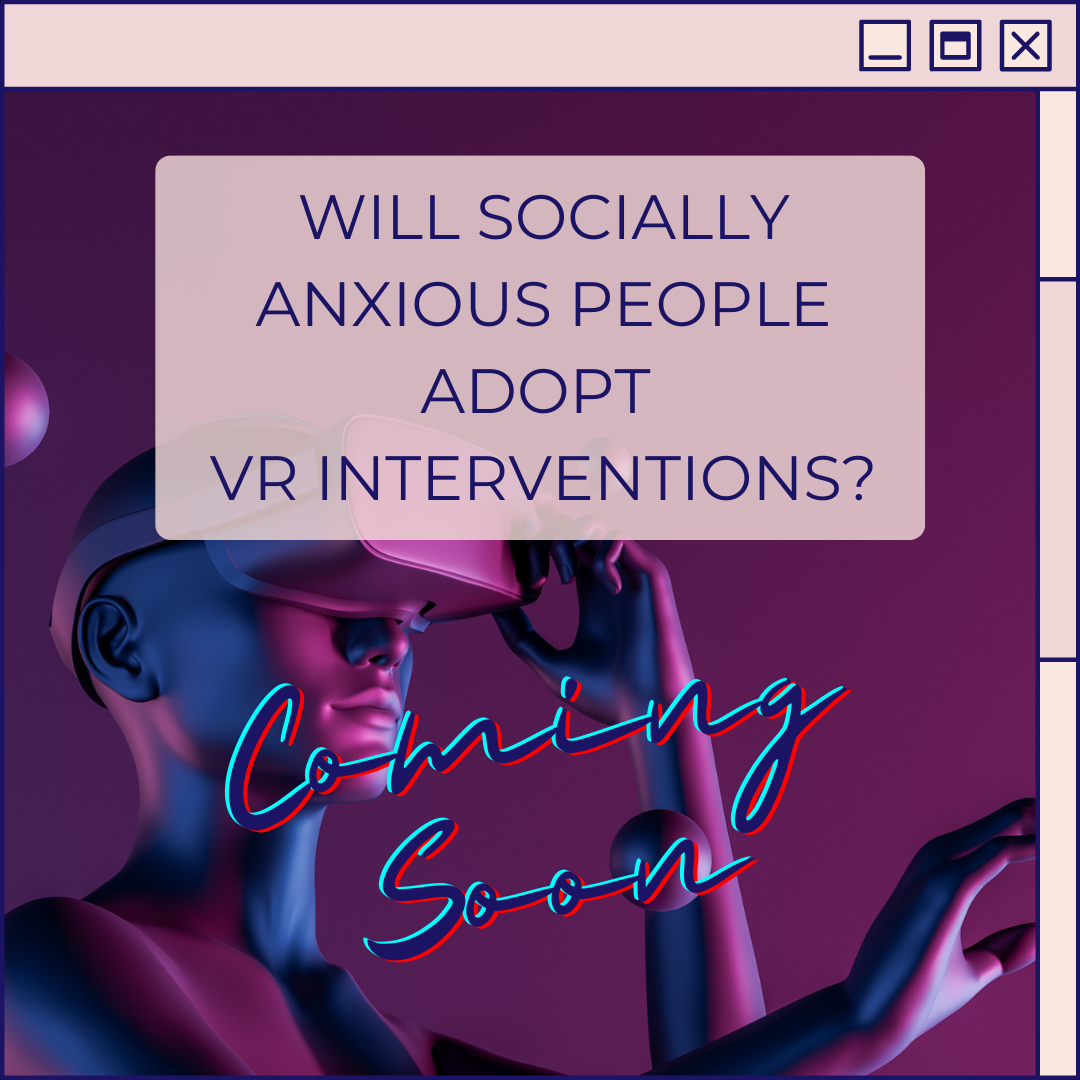 WILL SOCIALLY
ANXIOUS PEOPLE
ADOPT
VR INTERVENTIONS?
Coming
Soon